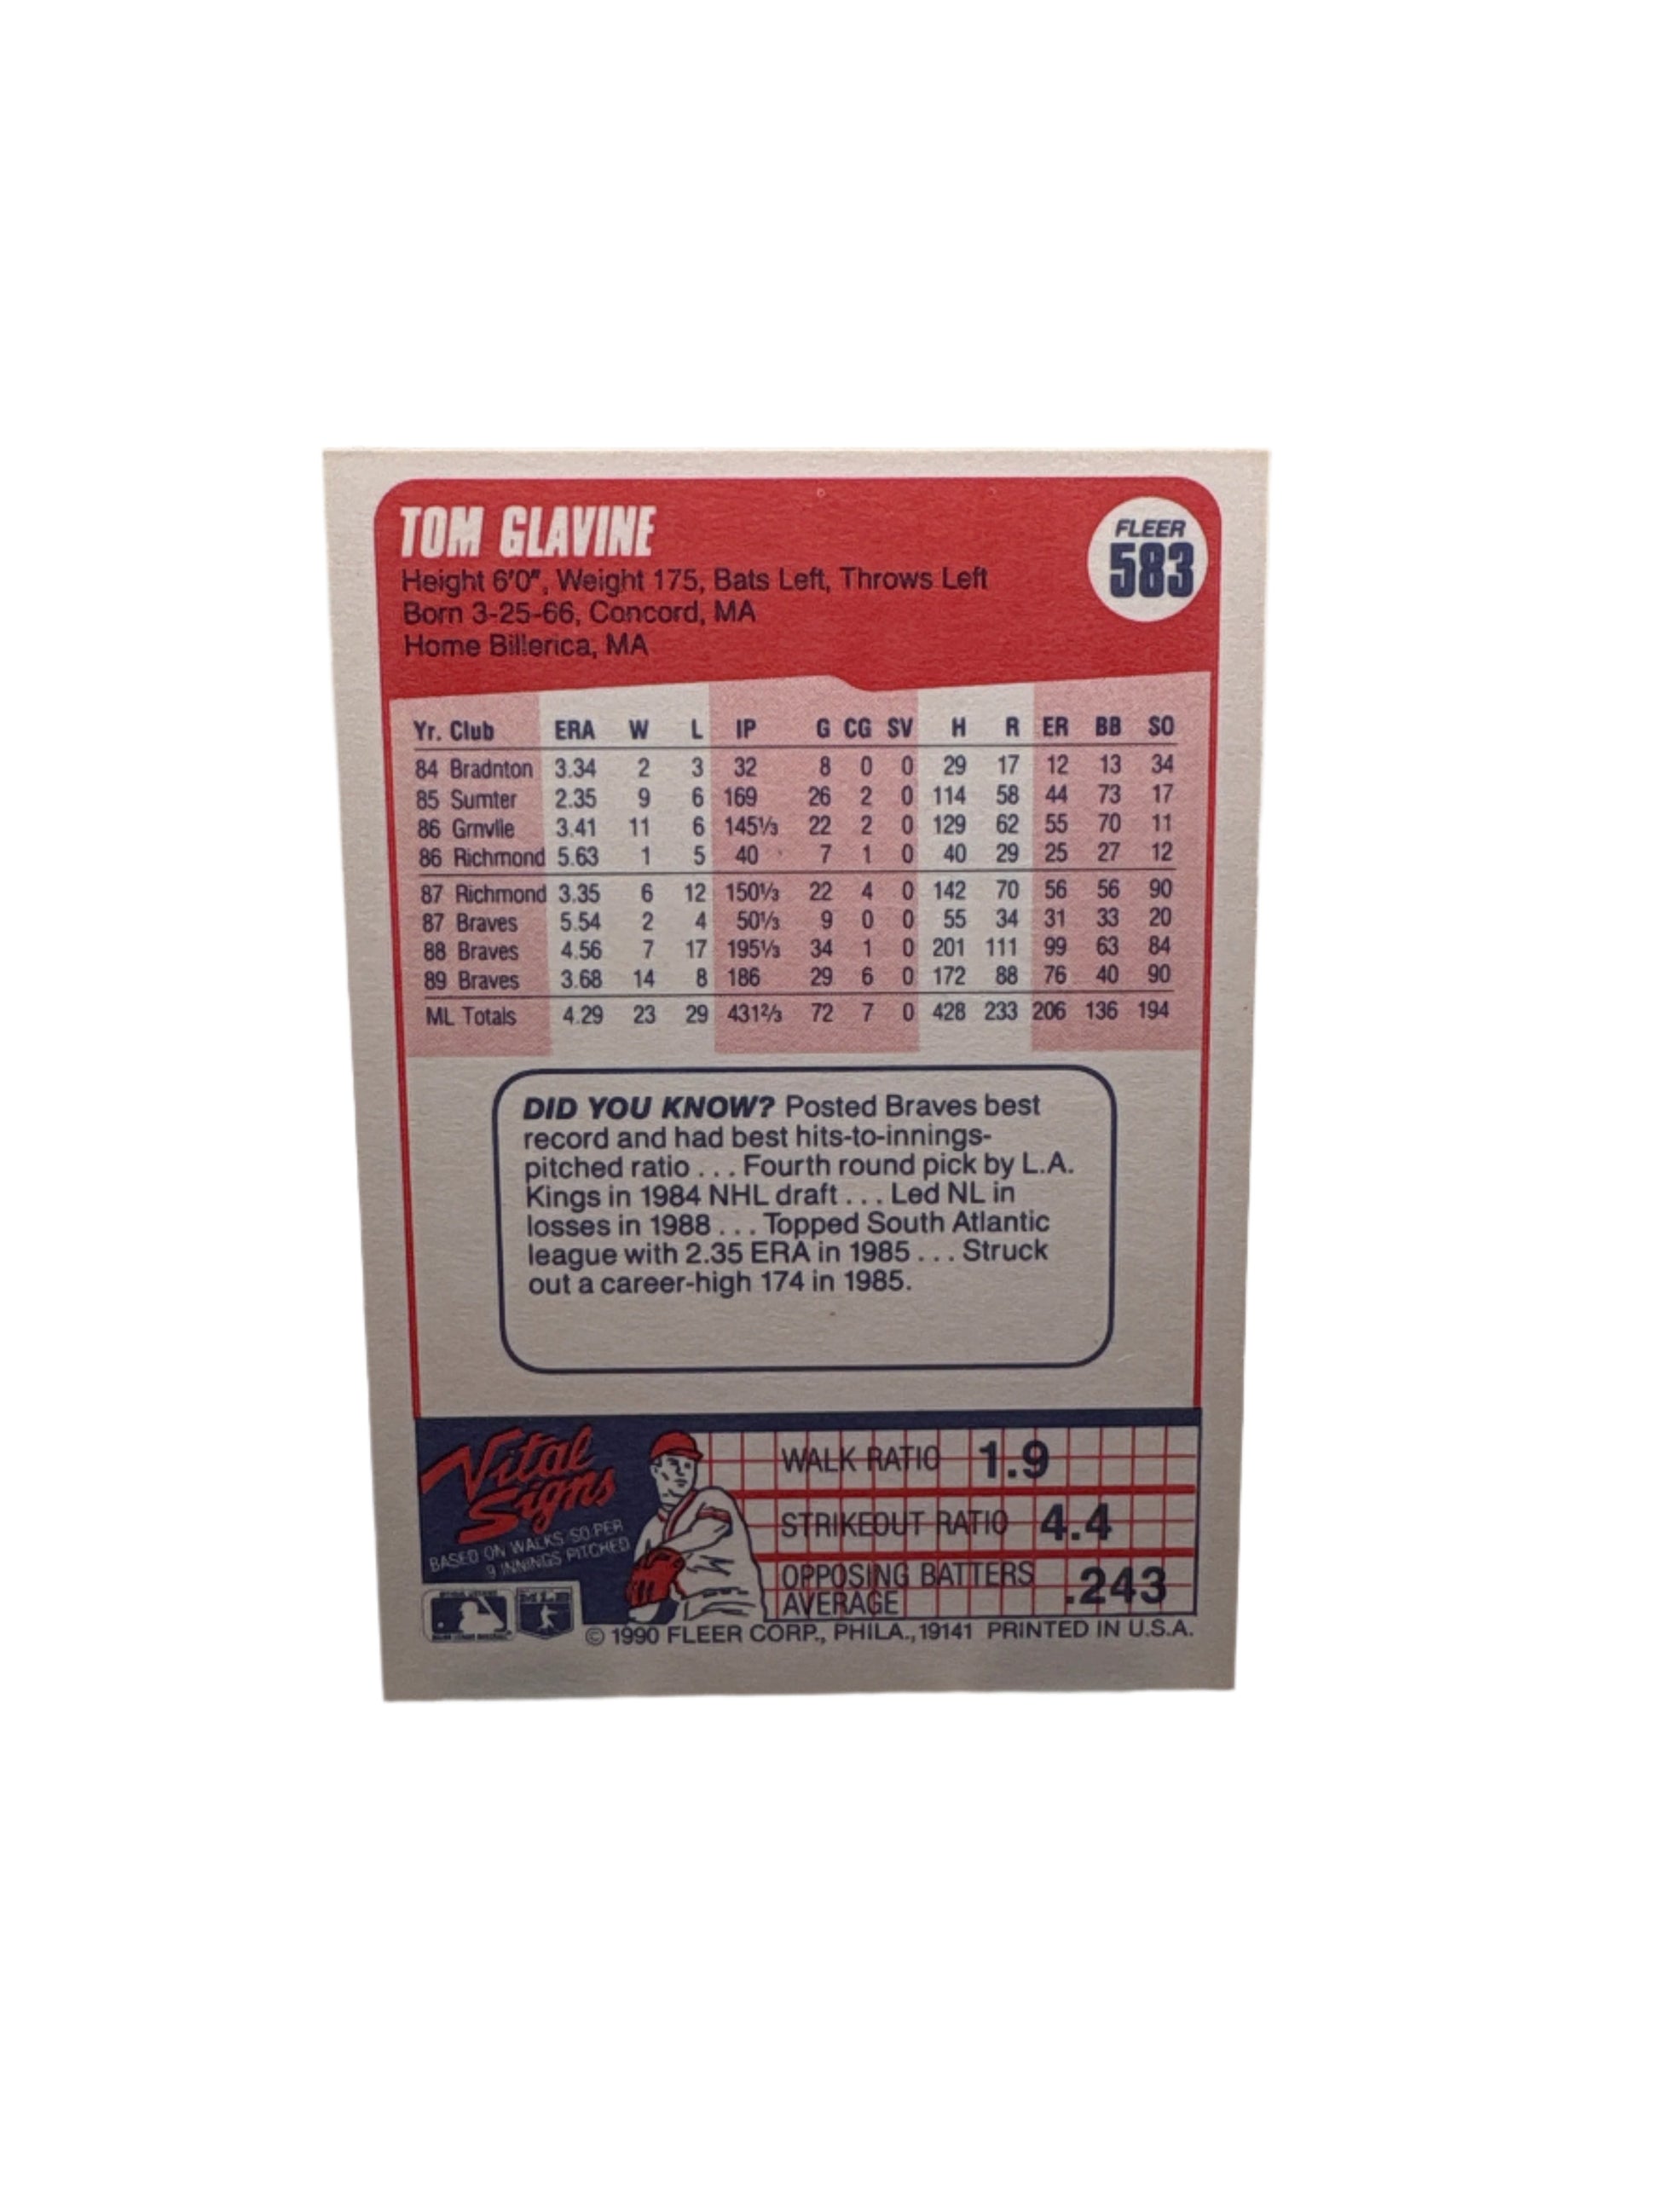 TOM GLAVINE
FLEER
583
Height 6'0", Weight 175, Bats Left, Throws Left
Born 3-25-66, Concord, MA
Home Billerica, MA
Yr. Club ERA W L IP G CG SV H R ER BB SO
84 Bradnton 3.34 2 3 32 8 0 0 29 17 12 13 34
85 Sumter 2.35 9 6 169 26 2 0 114 58 44 73 17
86 Grnvlle 3.41 11 6 145⅓ 22 2 0 129 62 55 70 11
86 Richmond 5.63 1 5 40 7 1 0 40 29 25 27 12
87 Richmond 3.35 6 12 150⅓ 22 4 0 142 70 56 56 90
87 Braves 5.54 2 4 50⅓ 9 0 0 55 34 31 33 20
88 Braves 4.56 7 17 195⅓ 34 1 0 201 111 99 63 84
89 Braves 3.68 14 8 186 29 6 0 172 88 76 40 90
ML Totals 4.29 23 29 431⅔ 72 7 0 428 233 206 136 194
DID YOU KNOW? Posted Braves best
record and had best hits-to-innings-
pitched ratio . . . Fourth round pick by L.A.
Kings in 1984 NHL draft . . . Led NL in
losses in 1988 . . . Topped South Atlantic
league with 2.35 ERA in 1985 . . . Struck
out a career-high 174 in 1985.
Vital
Signs
BASED ON WALKS SO PER
9 INNINGS PITCHED
WALK RATIO 1.9
STRIKEOUT RATIO 4.4
OPPOSING BATTERS
AVERAGE .243
© 1990 FLEER CORP., PHILA., 19141 PRINTED IN U.S.A.